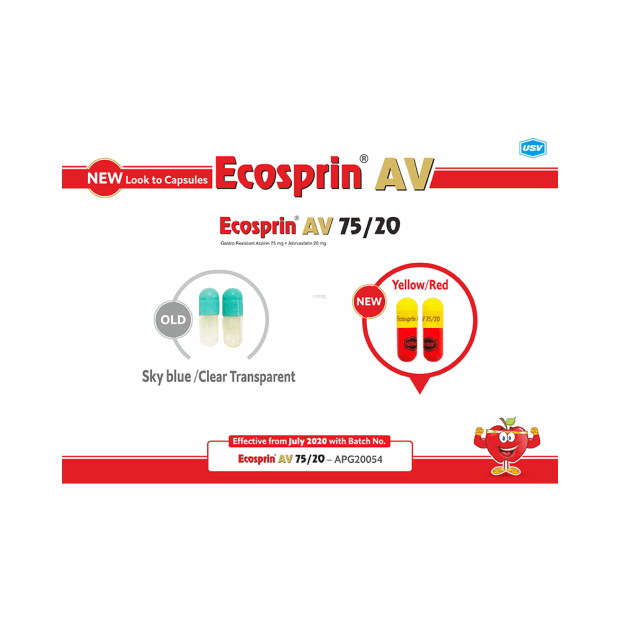 USV
NEW Look to Capsules
Ecosprin® AV
Ecosprin® AV 75/20
Gastro Resistant Aspirin 75 mg + Atorvastatin 20 mg
OLD
Sky blue /Clear Transparent
Yellow/Red
NEW
Ecosprin AV 75/20
USV
USV
Effective from July 2020 with Batch No.
Ecosprin® AV 75/20 – APG20054